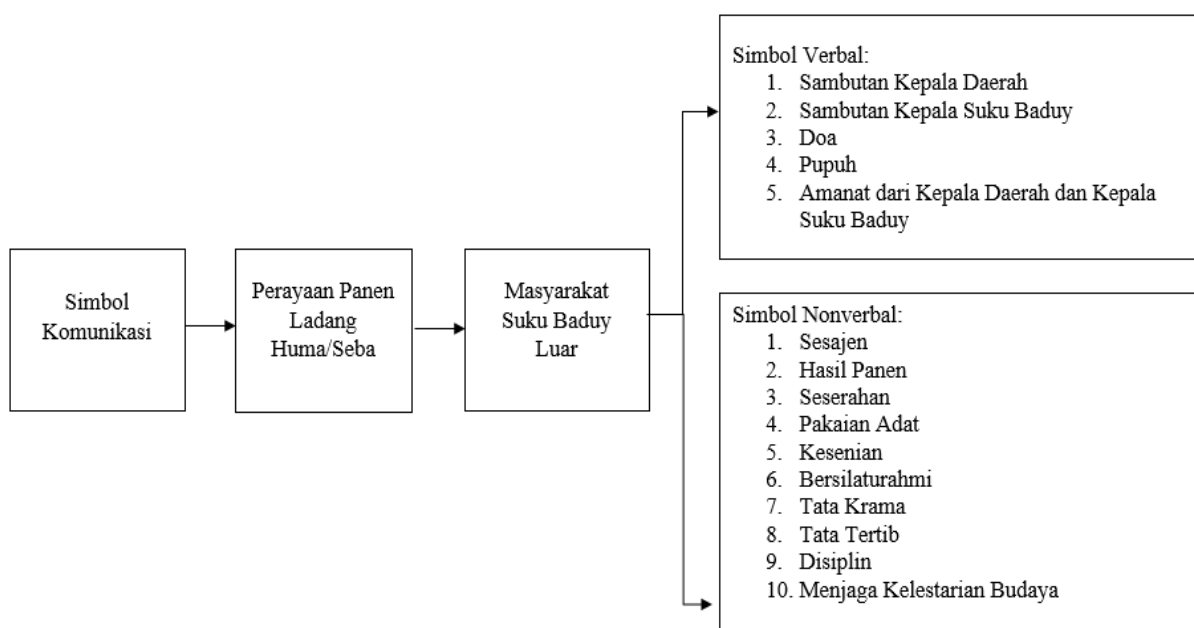 Simbol
Komunikasi
Perayaan Panen
Ladang
Huma/Seba
Masyarakat
Suku Baduy
Luar
Simbol Verbal:
1. Sambutan Kepala Daerah
2. Sambutan Kepala Suku Baduy
3. Doa
4. Pupuh
5. Amanat dari Kepala Daerah dan Kepala
Suku Baduy
Simbol Nonverbal:
1. Sesajen
2. Hasil Panen
3. Seserahan
4. Pakaian Adat
5. Kesenian
6. Bersilaturahmi
7. Tata Krama
8. Tata Tertib
9. Disiplin
10. Menjaga Kelestarian Budaya